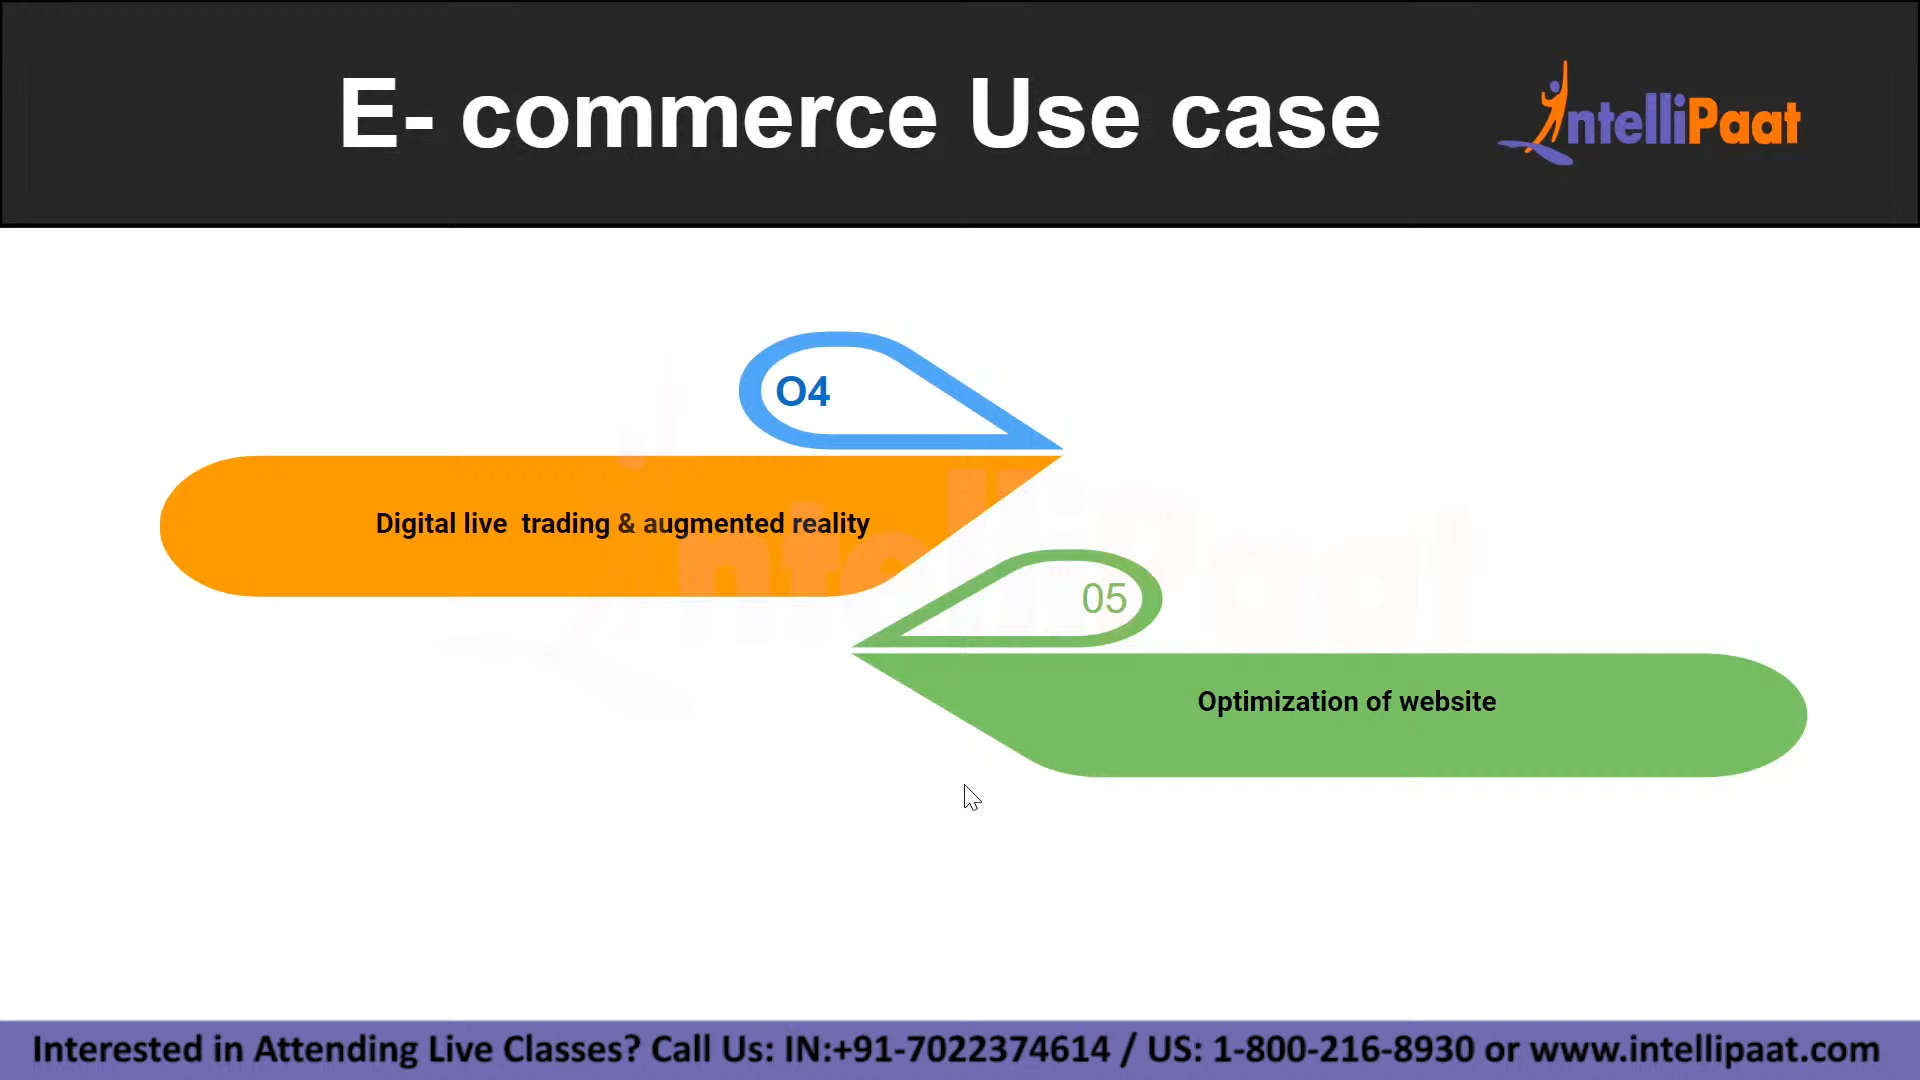 E- commerce Use case
IntelliPaat
O4
Digital live  trading & augmented reality
05
Optimization of website
IntelliPaat
Interested in Attending Live Classes? Call Us: IN:+91-7022374614 / US: 1-800-216-8930 or www.intellipaat.com